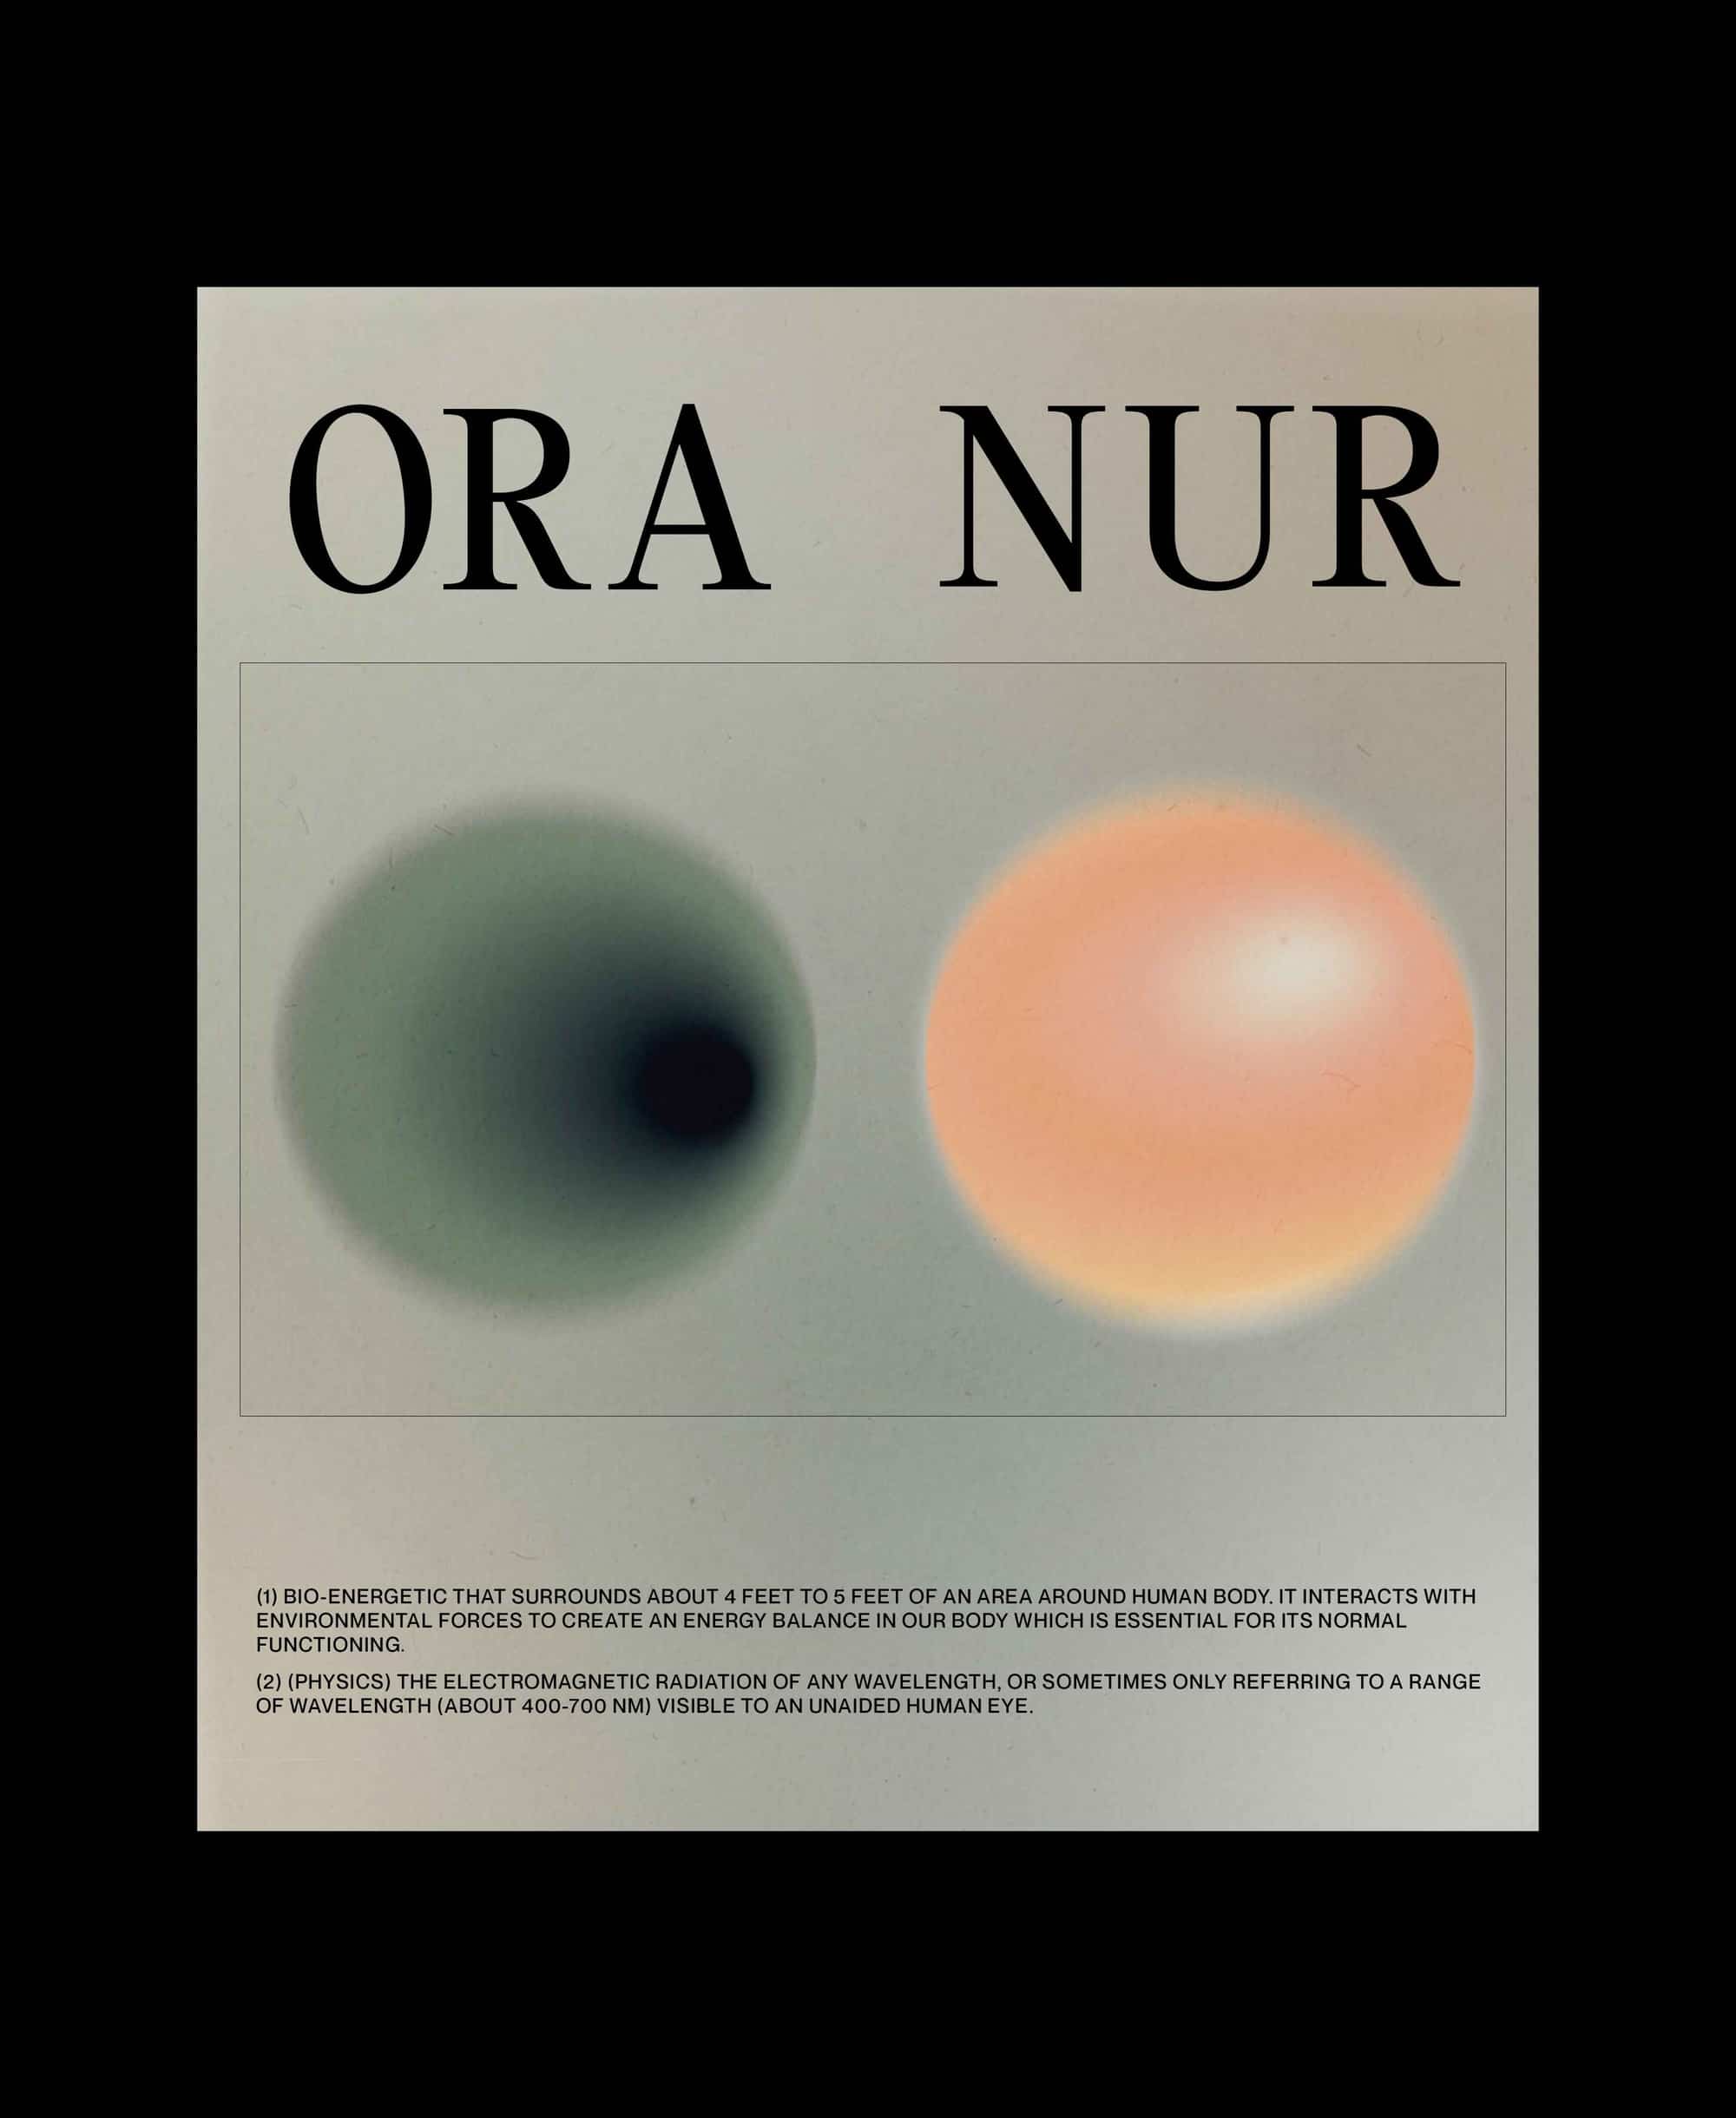 ORA NUR
(1) BIO-ENERGETIC THAT SURROUNDS ABOUT 4 FEET TO 5 FEET OF AN AREA AROUND HUMAN BODY. IT INTERACTS WITH
ENVIRONMENTAL FORCES TO CREATE AN ENERGY BALANCE IN OUR BODY WHICH IS ESSENTIAL FOR ITS NORMAL
FUNCTIONING.
(2) (PHYSICS) THE ELECTROMAGNETIC RADIATION OF ANY WAVELENGTH, OR SOMETIMES ONLY REFERRING TO A RANGE
OF WAVELENGTH (ABOUT 400-700 NM) VISIBLE TO AN UNAIDED HUMAN EYE.